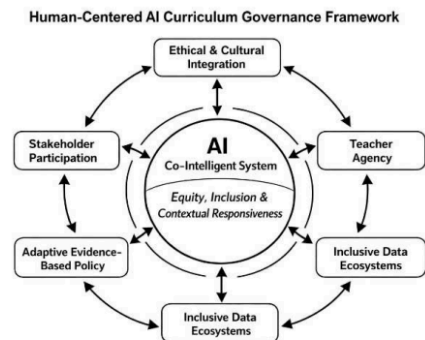 Human-Centered AI Curriculum Governance Framework
Ethical & Cultural
Integration
Stakeholder
Participation
AI
Co-Intelligent System
Equity, Inclusion &
Contextual Responsiveness
Teacher
Agency
Adaptive Evidence-
Based Policy
Inclusive Data
Ecosystems
Inclusive Data
Ecosystems